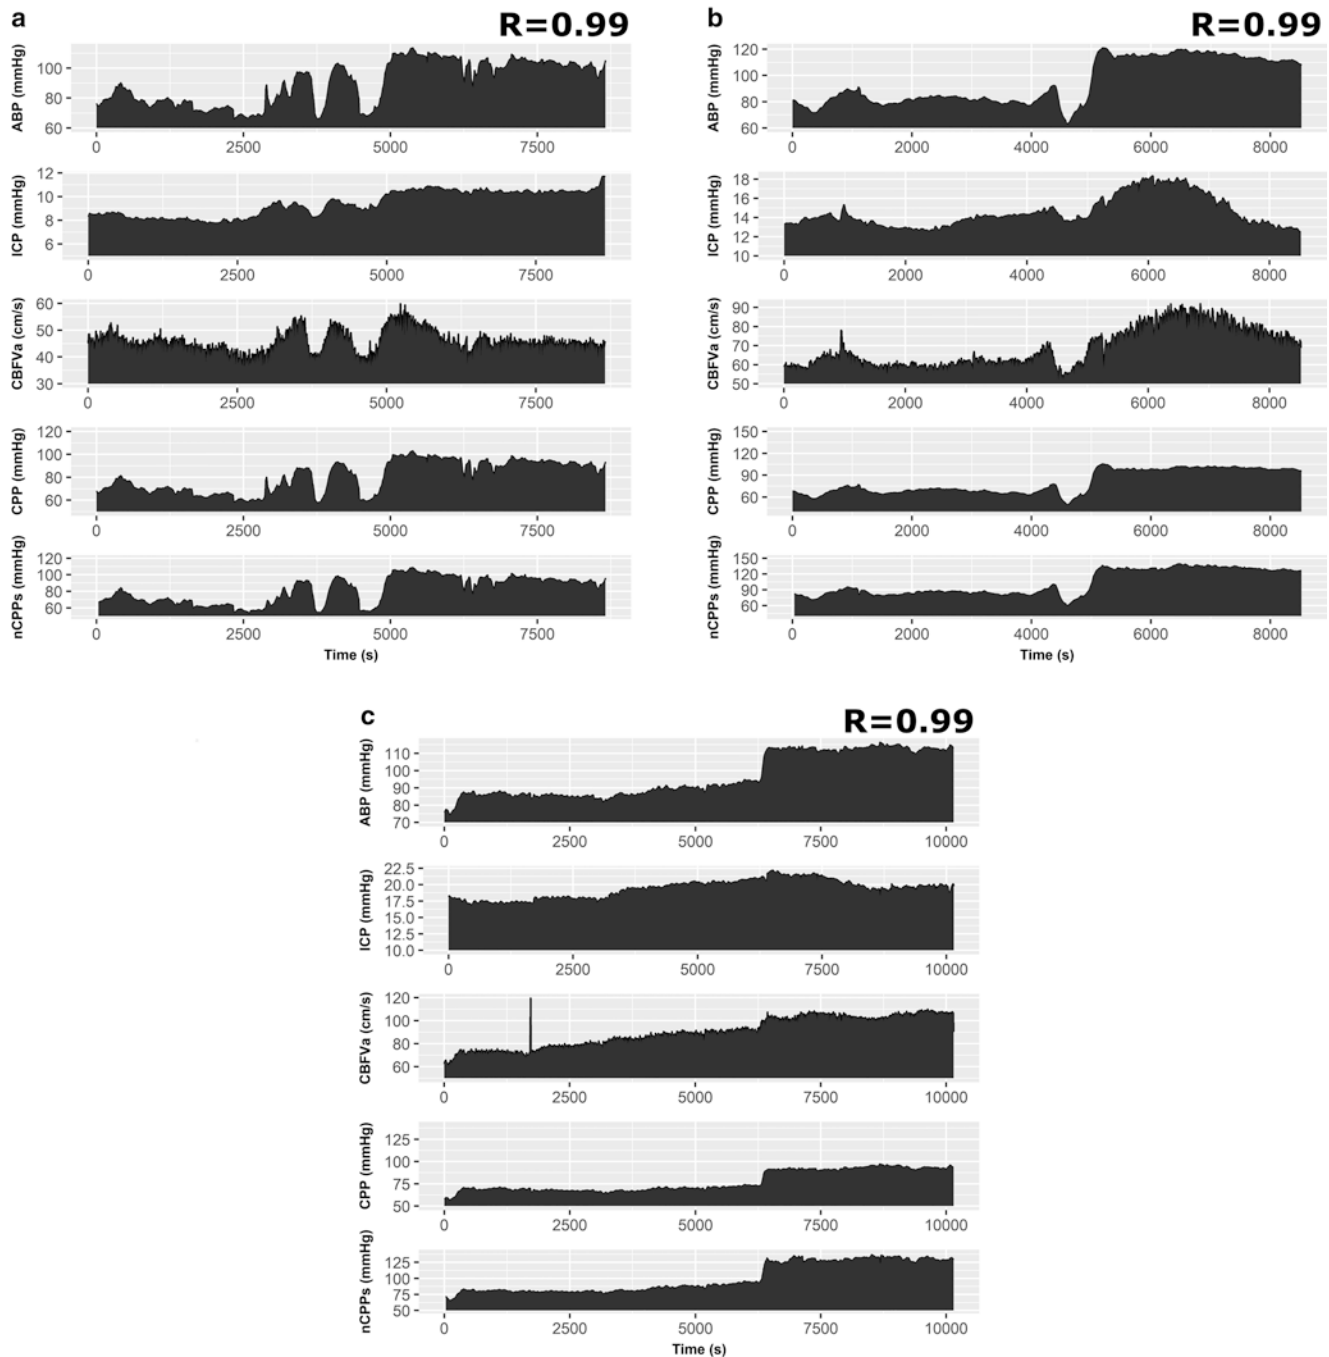 a R=0.99
ABP (mmHg)
100
80
60
0 2500 5000 7500
ICP (mmHg)
12
10
8
6
0 2500 5000 7500
CBFVa (cm/s)
60
50
40
30
0 2500 5000 7500
CPP (mmHg)
120
100
80
60
0 2500 5000 7500
nCPPs (mmHg)
120
100
80
60
0 2500 5000 7500
Time (s)
b R=0.99
ABP (mmHg)
120
100
80
60
0 2000 4000 6000 8000
ICP (mmHg)
18
16
14
12
10
0 2000 4000 6000 8000
CBFVa (cm/s)
90
80
70
60
50
0 2000 4000 6000 8000
CPP (mmHg)
150
120
90
60
0 2000 4000 6000 8000
nCPPs (mmHg)
150
120
90
60
0 2000 4000 6000 8000
Time (s)
c R=0.99
ABP (mmHg)
110
100
90
80
70
0 2500 5000 7500 10000
ICP (mmHg)
22.5
20.0
17.5
15.0
12.5
10.0
0 2500 5000 7500 10000
CBFVa (cm/s)
120
100
80
60
0 2500 5000 7500 10000
CPP (mmHg)
125
100
75
50
0 2500 5000 7500 10000
nCPPs (mmHg)
125
100
75
50
0 2500 5000 7500 10000
Time (s)